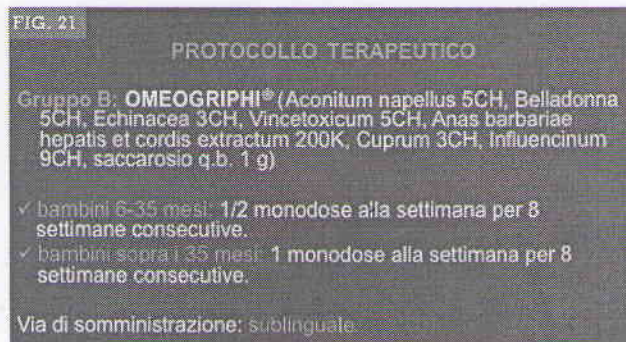 FIG. 21
PROTOCOLLO TERAPEUTICO
Gruppo B: OMEOGRIPHI® (Aconitum napellus 5CH, Belladonna
5CH, Echinacea 3CH, Vincetoxicum 5CH, Anas barbariae
hepatis et cordis extractum 200K, Cuprum 3CH, Influencinum
9CH, saccarosio q.b. 1 g)
✓ bambini 6-35 mesi: 1/2 monodose alla settimana per 8
settimane consecutive.
✓ bambini sopra i 35 mesi: 1 monodose alla settimana per 8
settimane consecutive.
Via di somministrazione: sublinguale